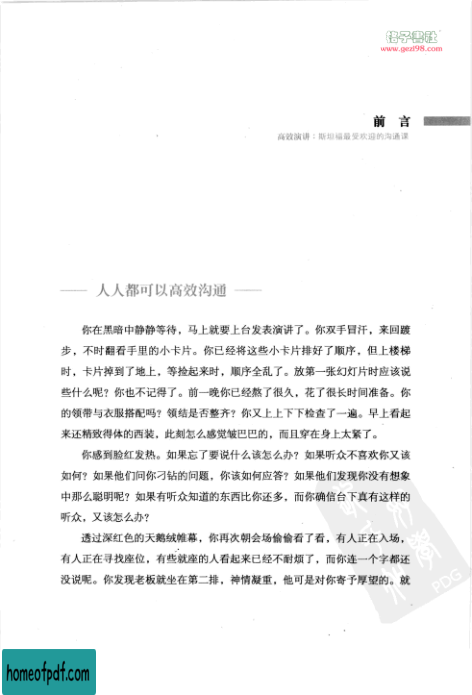 格子书社
www.gezi98.com
前 言
高效演讲：斯坦福最受欢迎的沟通课
人人都可以高效沟通
你在黑暗中静静等待，马上就要上台发表演讲了。你双手冒汗，来回踱
步，不时翻看手里的小卡片。你已经将这些小卡片排好了顺序，但上楼梯
时，卡片掉到了地上，等捡起来时，顺序全乱了。放第一张幻灯片时应该说
些什么呢？你也不记得了。前一晚你已经熬了很久，花了很长时间准备。你
的领带与衣服搭配吗？领结是否整齐？你又上上下下检查了一遍。早上看起
来还精致得体的西装，此刻怎么感觉皱巴巴的，而且穿在身上太紧了。
你感到脸红发热。如果忘了要说什么该怎么办？如果听众不喜欢你又该
如何？如果他们问你刁钻的问题，你该如何应答？如果他们发现你没有想象
中那么聪明呢？如果有听众知道的东西比你还多，而你确信台下真有这样的
听众，又该怎么办？
透过深红色的天鹅绒帷幕，你再次朝会场偷偷看了看，有人正在入场，
有人正在寻找座位，有些就座的人看起来已经不耐烦了，而你连一个字都还
没说呢。你发现老板就坐在第二排，神情凝重，他可是对你寄予厚望的。就
PDG
homeofpdf.com